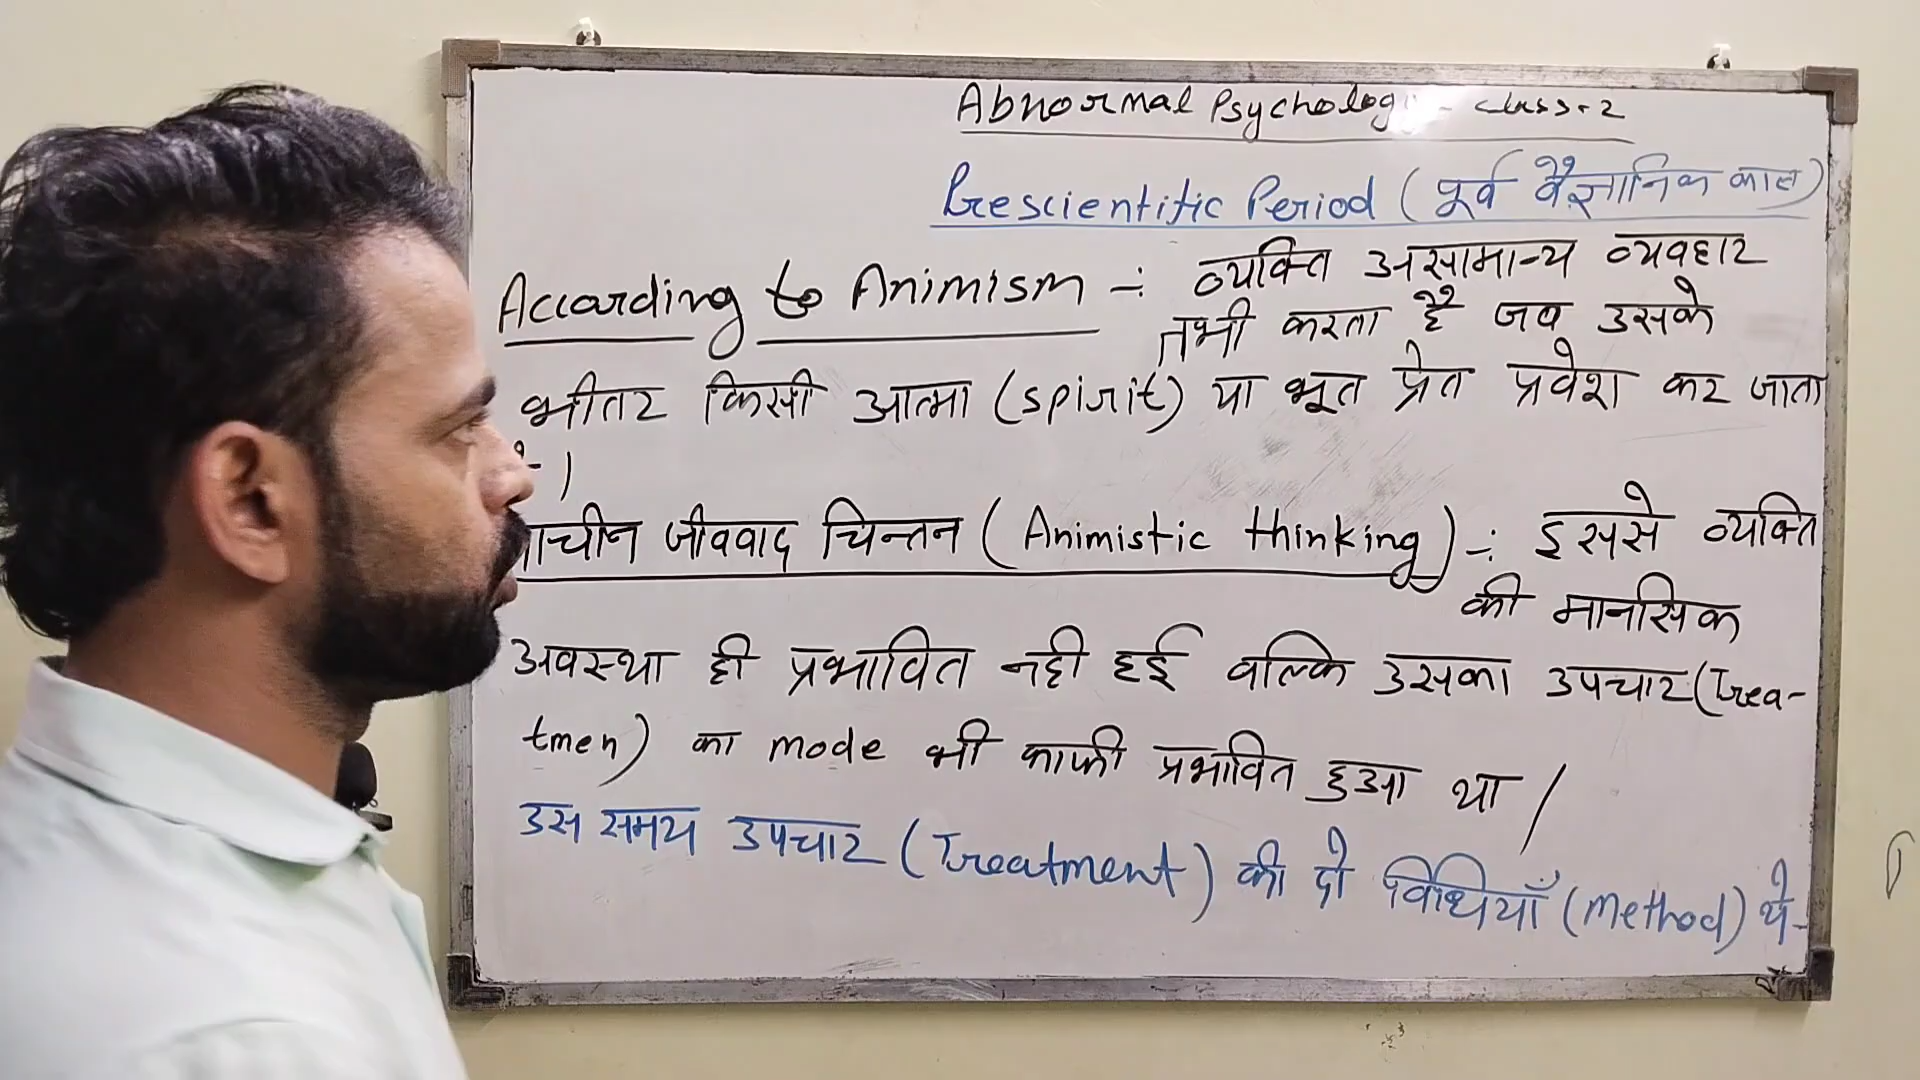 Abnormal Psychology - class-2
Prescientific Period (पूर्व वैज्ञानिक काल)
According to Animism -: व्यक्ति असामान्य व्यवहार
तभी करता है जब उसके
भीतर किसी आत्मा (spirit) या भूत प्रेत प्रवेश कर जाता
।
जीववाद चिन्तन (Animistic thinking) -: इससे व्यक्ति
की मानसिक
अवस्था ही प्रभावित नही हुई बल्कि उसका उपचार (Trea-
tmen) का mode भी काफी प्रभावित हुआ था /
उस समय उपचार (Treatment) की दो विधियाँ (Method) थे-